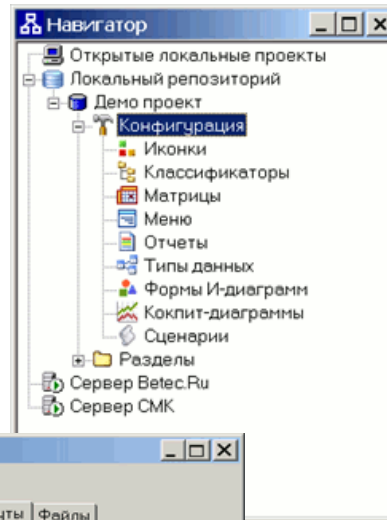 Навигатор
Открытые локальные проекты
Локальный репозиторий
Демо проект
Конфигурация
Иконки
Классификаторы
Матрицы
Меню
Отчеты
Типы данных
Формы И-диаграмм
Кокпит-диаграммы
Сценарии
Разделы
Сервер Betec.Ru
Сервер СМК
Файлы